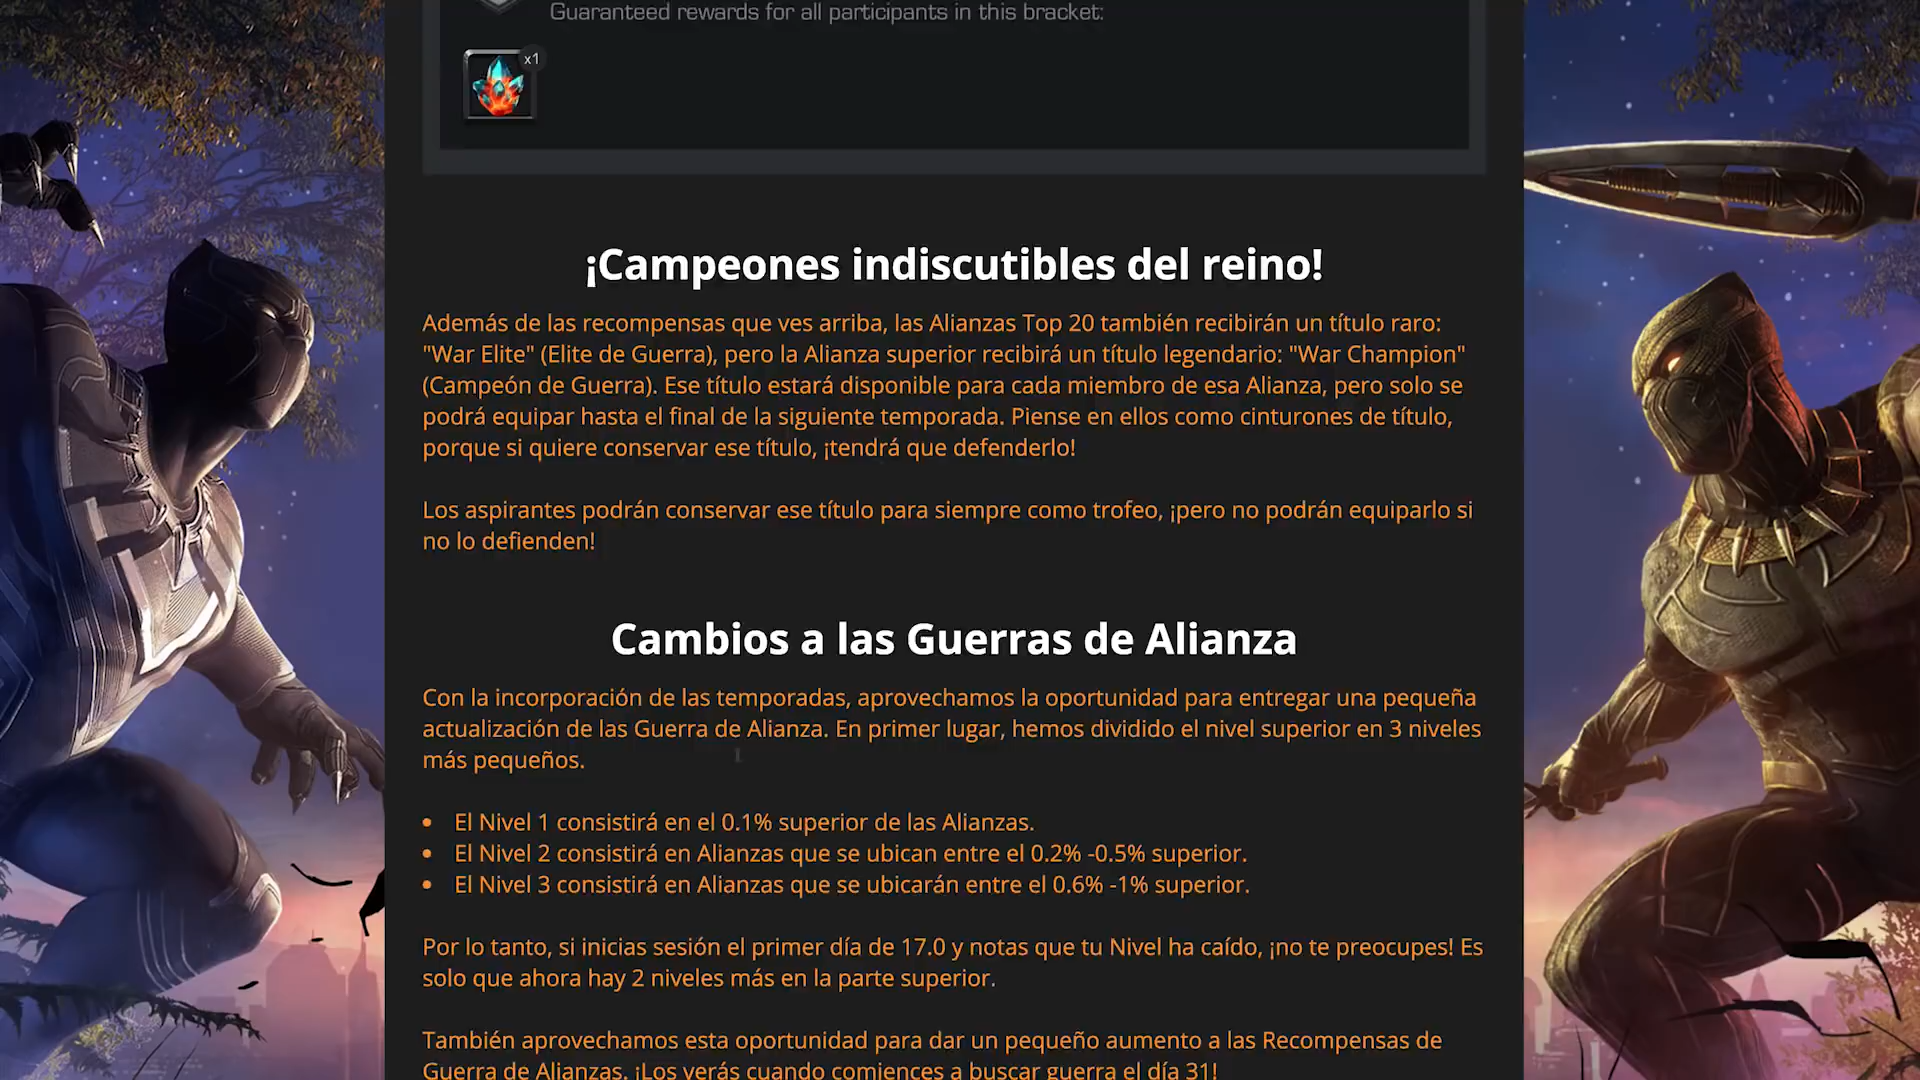 Guaranteed rewards for all participants in this bracket:
x1
¡Campeones indiscutibles del reino!
Además de las recompensas que ves arriba, las Alianzas Top 20 también recibirán un título raro:
"War Elite" (Elite de Guerra), pero la Alianza superior recibirá un título legendario: "War Champion"
(Campeón de Guerra). Ese título estará disponible para cada miembro de esa Alianza, pero solo se
podrá equipar hasta el final de la siguiente temporada. Piense en ellos como cinturones de título,
porque si quiere conservar ese título, ¡tendrá que defenderlo!
Los aspirantes podrán conservar ese título para siempre como trofeo, ¡pero no podrán equiparlo si
no lo defienden!
Cambios a las Guerras de Alianza
Con la incorporación de las temporadas, aprovechamos la oportunidad para entregar una pequeña
actualización de las Guerra de Alianza. En primer lugar, hemos dividido el nivel superior en 3 niveles
más pequeños.
• El Nivel 1 consistirá en el 0.1% superior de las Alianzas.
• El Nivel 2 consistirá en Alianzas que se ubican entre el 0.2% -0.5% superior.
• El Nivel 3 consistirá en Alianzas que se ubicarán entre el 0.6% -1% superior.
Por lo tanto, si inicias sesión el primer día de 17.0 y notas que tu Nivel ha caído, ¡no te preocupes! Es
solo que ahora hay 2 niveles más en la parte superior.
También aprovechamos esta oportunidad para dar un pequeño aumento a las Recompensas de
Guerra de Alianzas. ¡Los verás cuando comiences a buscar guerra el día 31!